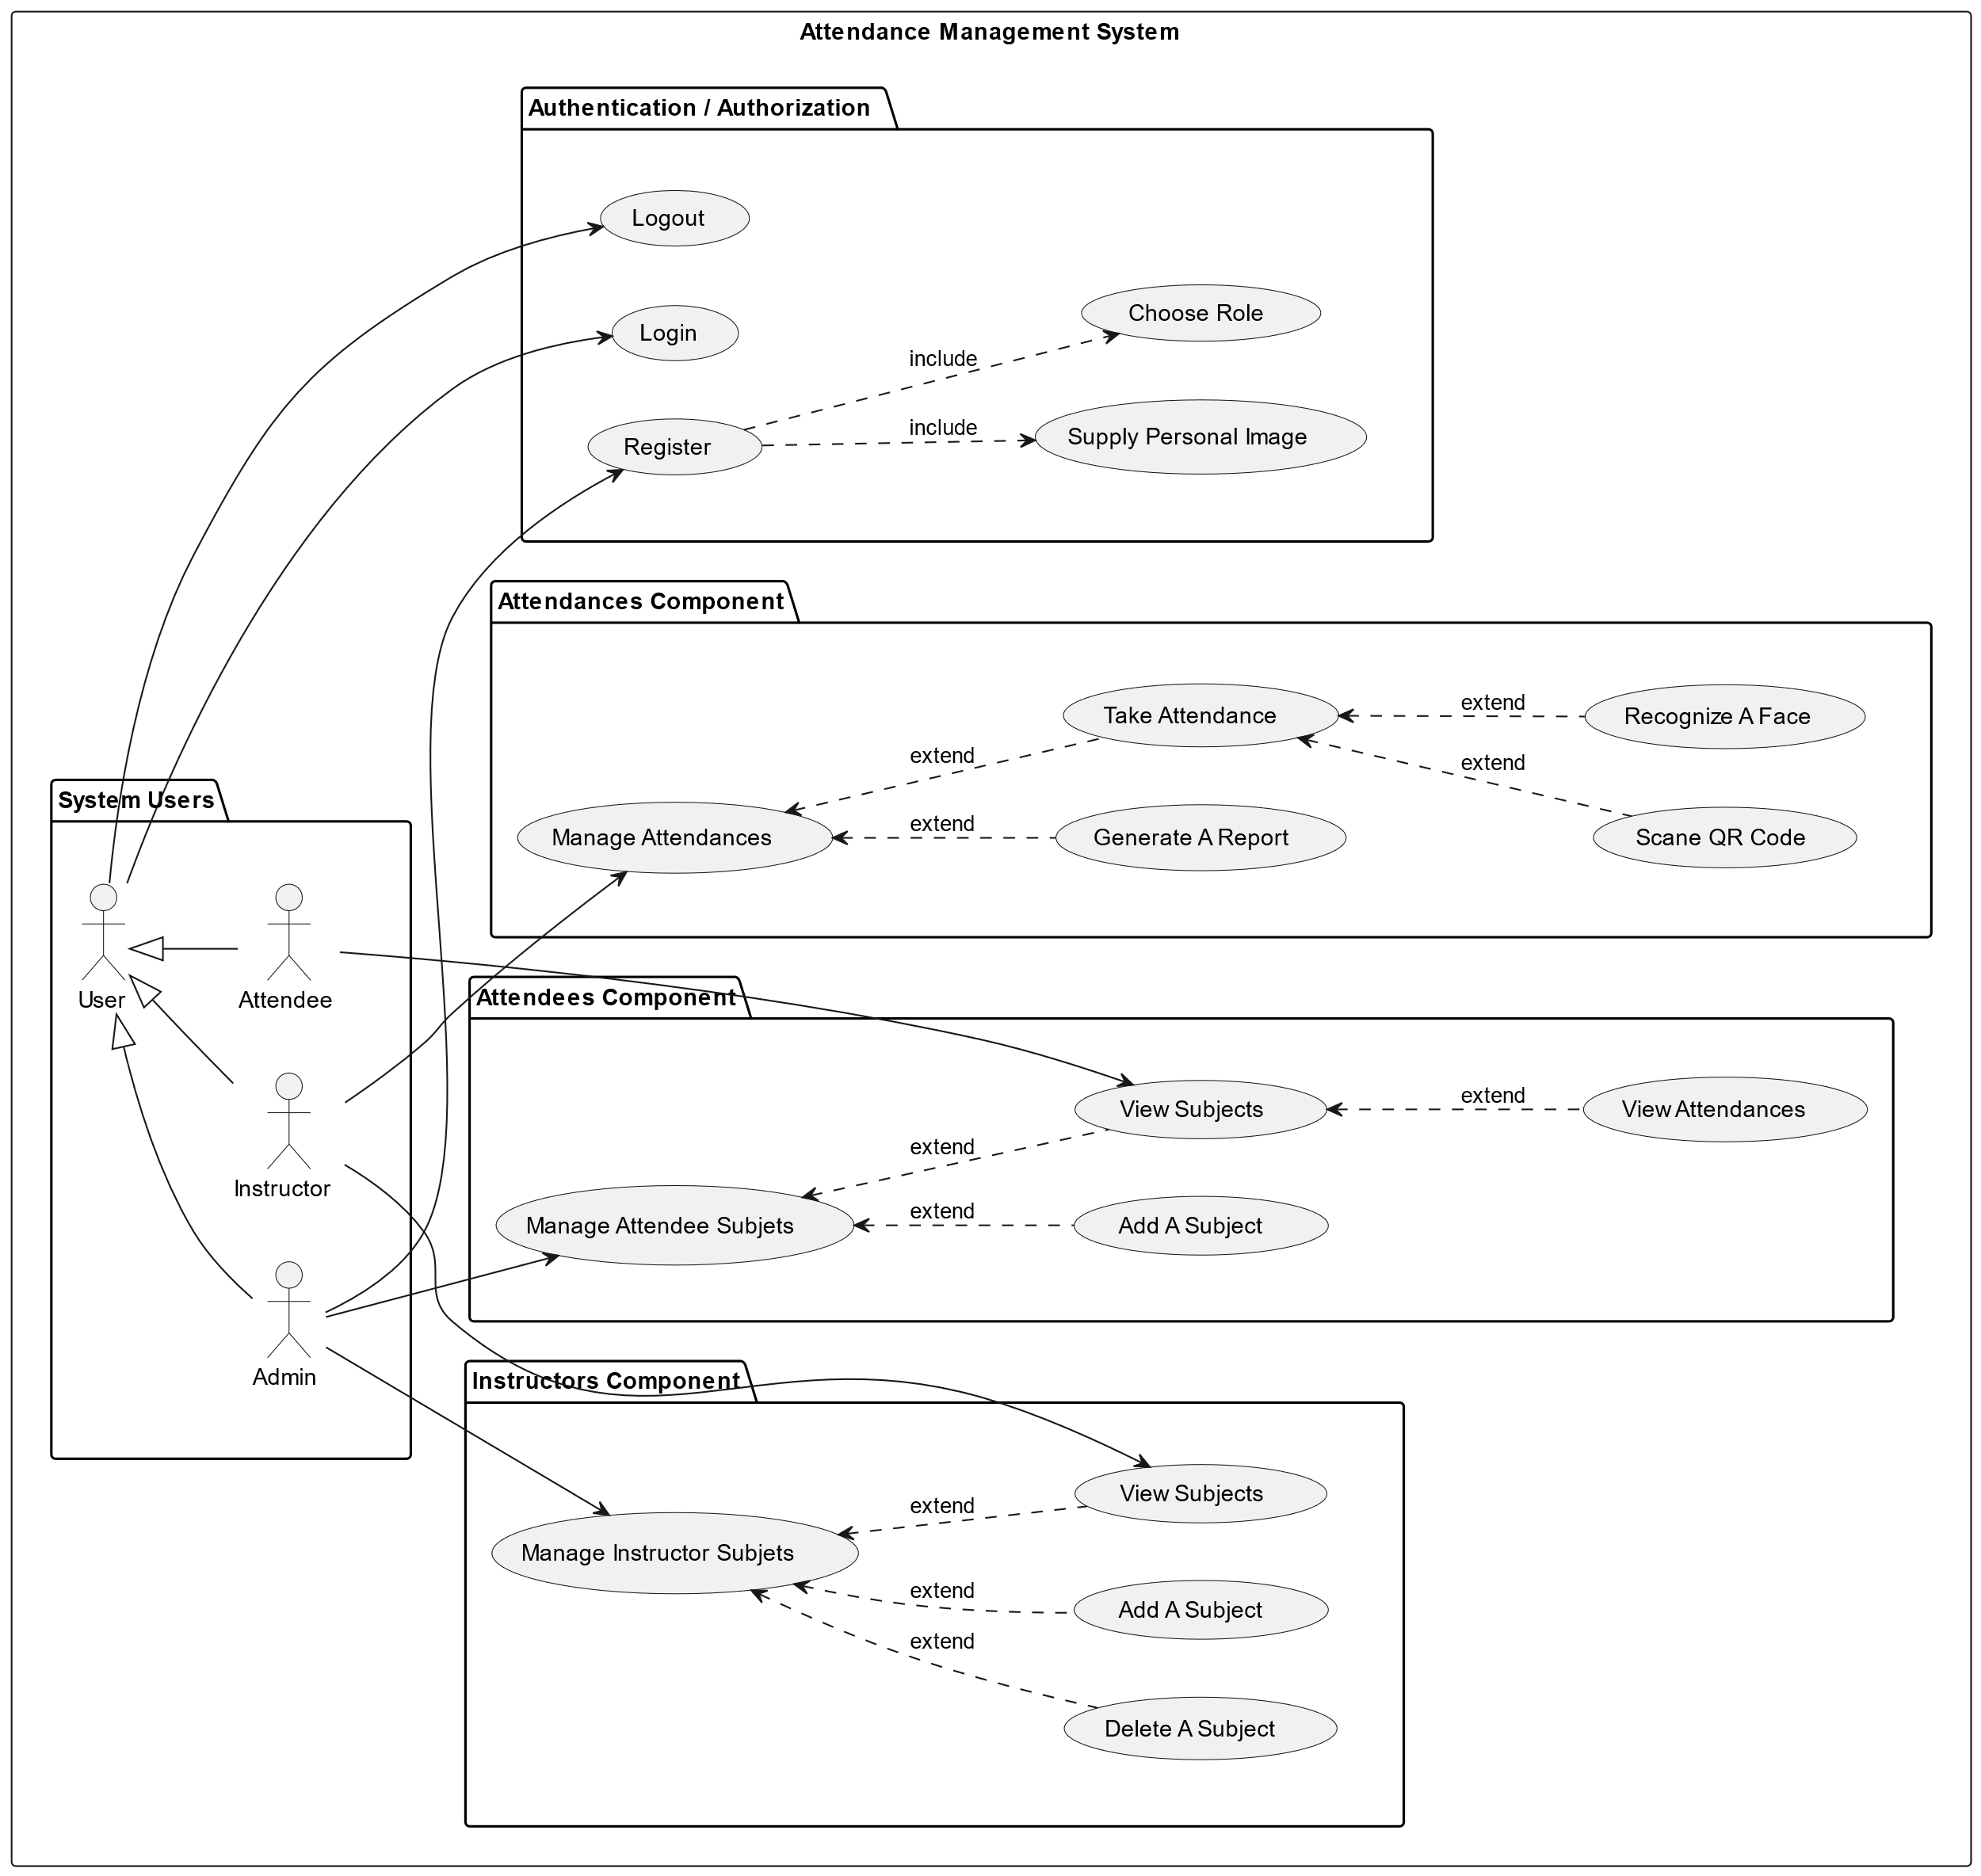 Attendance Management System
Authentication / Authorization
Logout
Login
Register
include
include
Choose Role
Supply Personal Image
Attendances Component
Manage Attendances
extend
extend
Take Attendance
Generate A Report
extend
extend
Recognize A Face
Scane QR Code
System Users
User
Attendee
Instructor
Admin
Attendees Component
Manage Attendee Subjets
extend
extend
View Subjects
Add A Subject
extend
View Attendances
Instructors Component
Manage Instructor Subjets
extend
extend
extend
View Subjects
Add A Subject
Delete A Subject